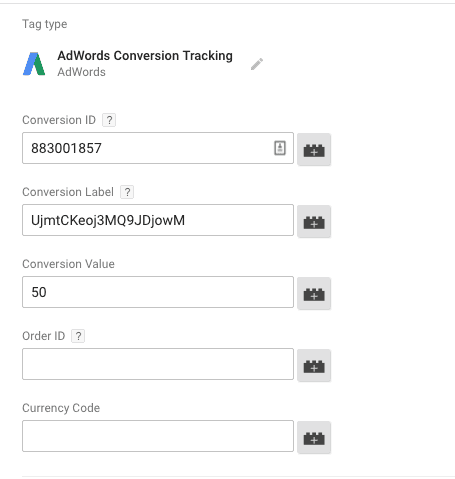 Tag type
AdWords Conversion Tracking
AdWords
Conversion ID ?
883001857
Conversion Label ?
UjmtCKeoj3MQ9JDjowM
Conversion Value
50
Order ID ?
Currency Code